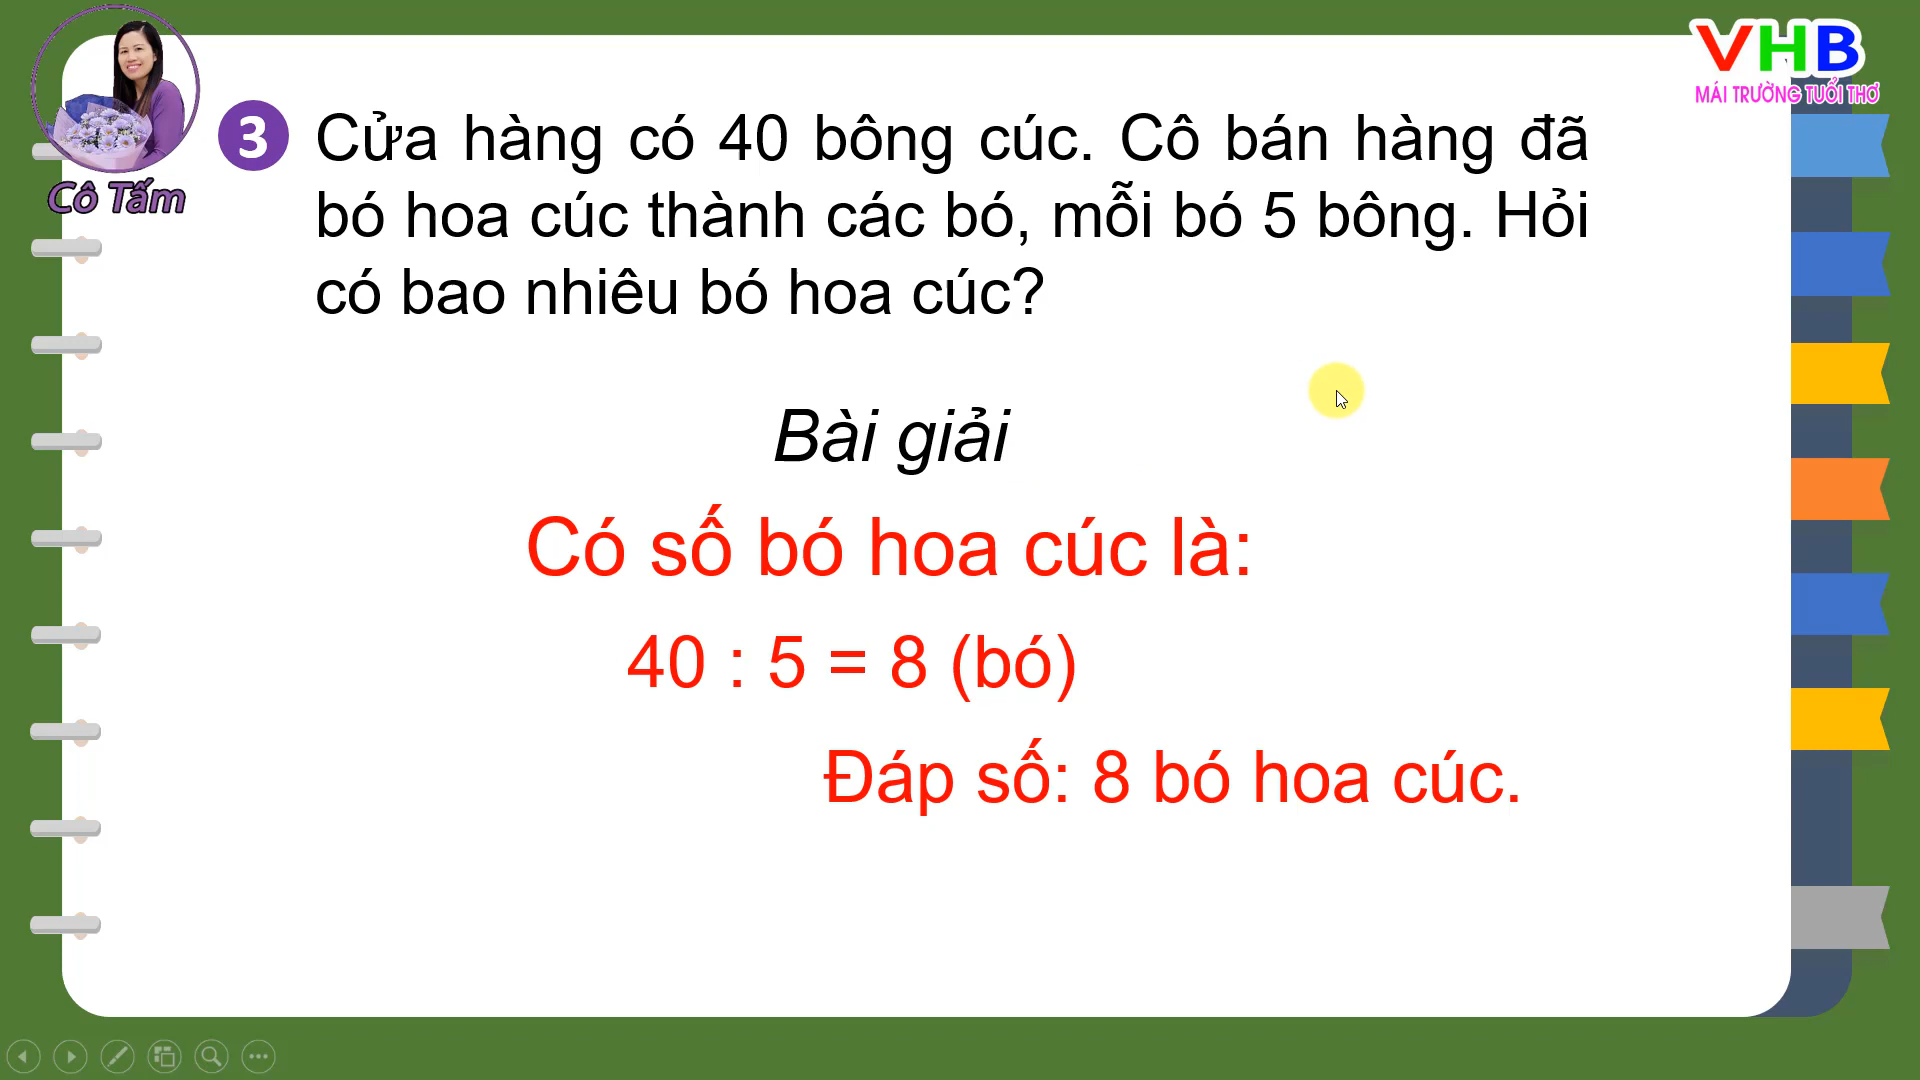 VHB
MÁI TRƯỜNG TUỔI THƠ
Cô Tấm
3 Cửa hàng có 40 bông cúc. Cô bán hàng đã
bó hoa cúc thành các bó, mỗi bó 5 bông. Hỏi
có bao nhiêu bó hoa cúc?
Bài giải
Có số bó hoa cúc là:
40 : 5 = 8 (bó)
Đáp số: 8 bó hoa cúc.